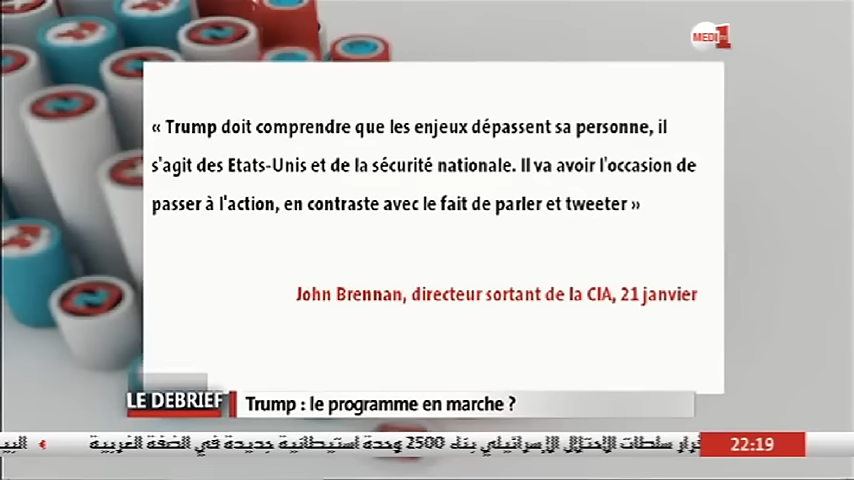 MEDI1
« Trump doit comprendre que les enjeux dépassent sa personne, il
s'agit des Etats-Unis et de la sécurité nationale. Il va avoir l'occasion de
passer à l'action, en contraste avec le fait de parler et tweeter »
John Brennan, directeur sortant de la CIA, 21 janvier
LE DEBRIEF
Trump : le programme en marche ?
قرار سلطات الاحتلال الإسرائيلي بناء 2500 وحدة استيطانية جديدة في الضفة الغربية
22:19